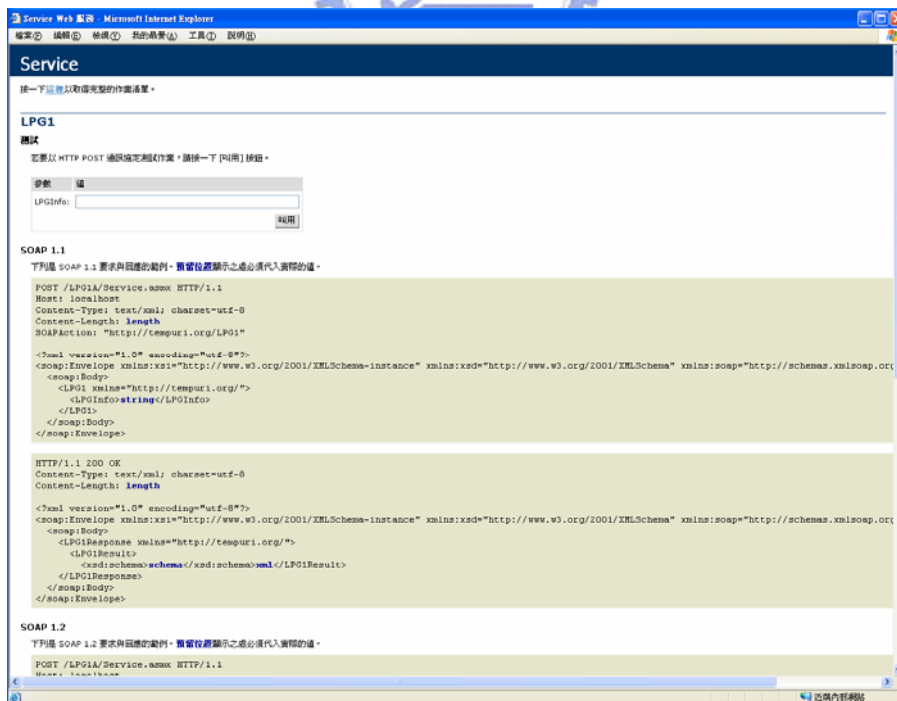 Service Web 服務 - Microsoft Internet Explorer
檔案(F) 編輯(E) 檢視(V) 我的最愛(A) 工具(T) 說明(H)
Service
按一下這裡以取得完整的作業清單。
LPG1
測試
若要以 HTTP POST 通訊協定測試作業，請按一下 [叫用] 按鈕。
參數 值
LPGInfo:
叫用
SOAP 1.1
下列是 SOAP 1.1 要求與回應的範例。預留位置顯示之處必須代入實際的值。
POST /LPG1A/Service.asmx HTTP/1.1
Host: localhost
Content-Type: text/xml; charset=utf-8
Content-Length: length
SOAPAction: "http://tempuri.org/LPG1"
<?xml version="1.0" encoding="utf-8"?>
<soap:Envelope xmlns:xsi="http://www.w3.org/2001/XMLSchema-instance" xmlns:xsd="http://www.w3.org/2001/XMLSchema" xmlns:soap="http://schemas.xmlsoap.org
<soap:Body>
<LPG1 xmlns="http://tempuri.org/">
<LPGInfo>string</LPGInfo>
</LPG1>
</soap:Body>
</soap:Envelope>
HTTP/1.1 200 OK
Content-Type: text/xml; charset=utf-8
Content-Length: length
<?xml version="1.0" encoding="utf-8"?>
<soap:Envelope xmlns:xsi="http://www.w3.org/2001/XMLSchema-instance" xmlns:xsd="http://www.w3.org/2001/XMLSchema" xmlns:soap="http://schemas.xmlsoap.org
<soap:Body>
<LPG1Response xmlns="http://tempuri.org/">
<LPG1Result>
<xsd:schema>schema</xsd:schema>xml</LPG1Result>
</LPG1Response>
</soap:Body>
</soap:Envelope>
SOAP 1.2
下列是 SOAP 1.2 要求與回應的範例。預留位置顯示之處必須代入實際的值。
POST /LPG1A/Service.asmx HTTP/1.1
Host: localhost
近端內部網路